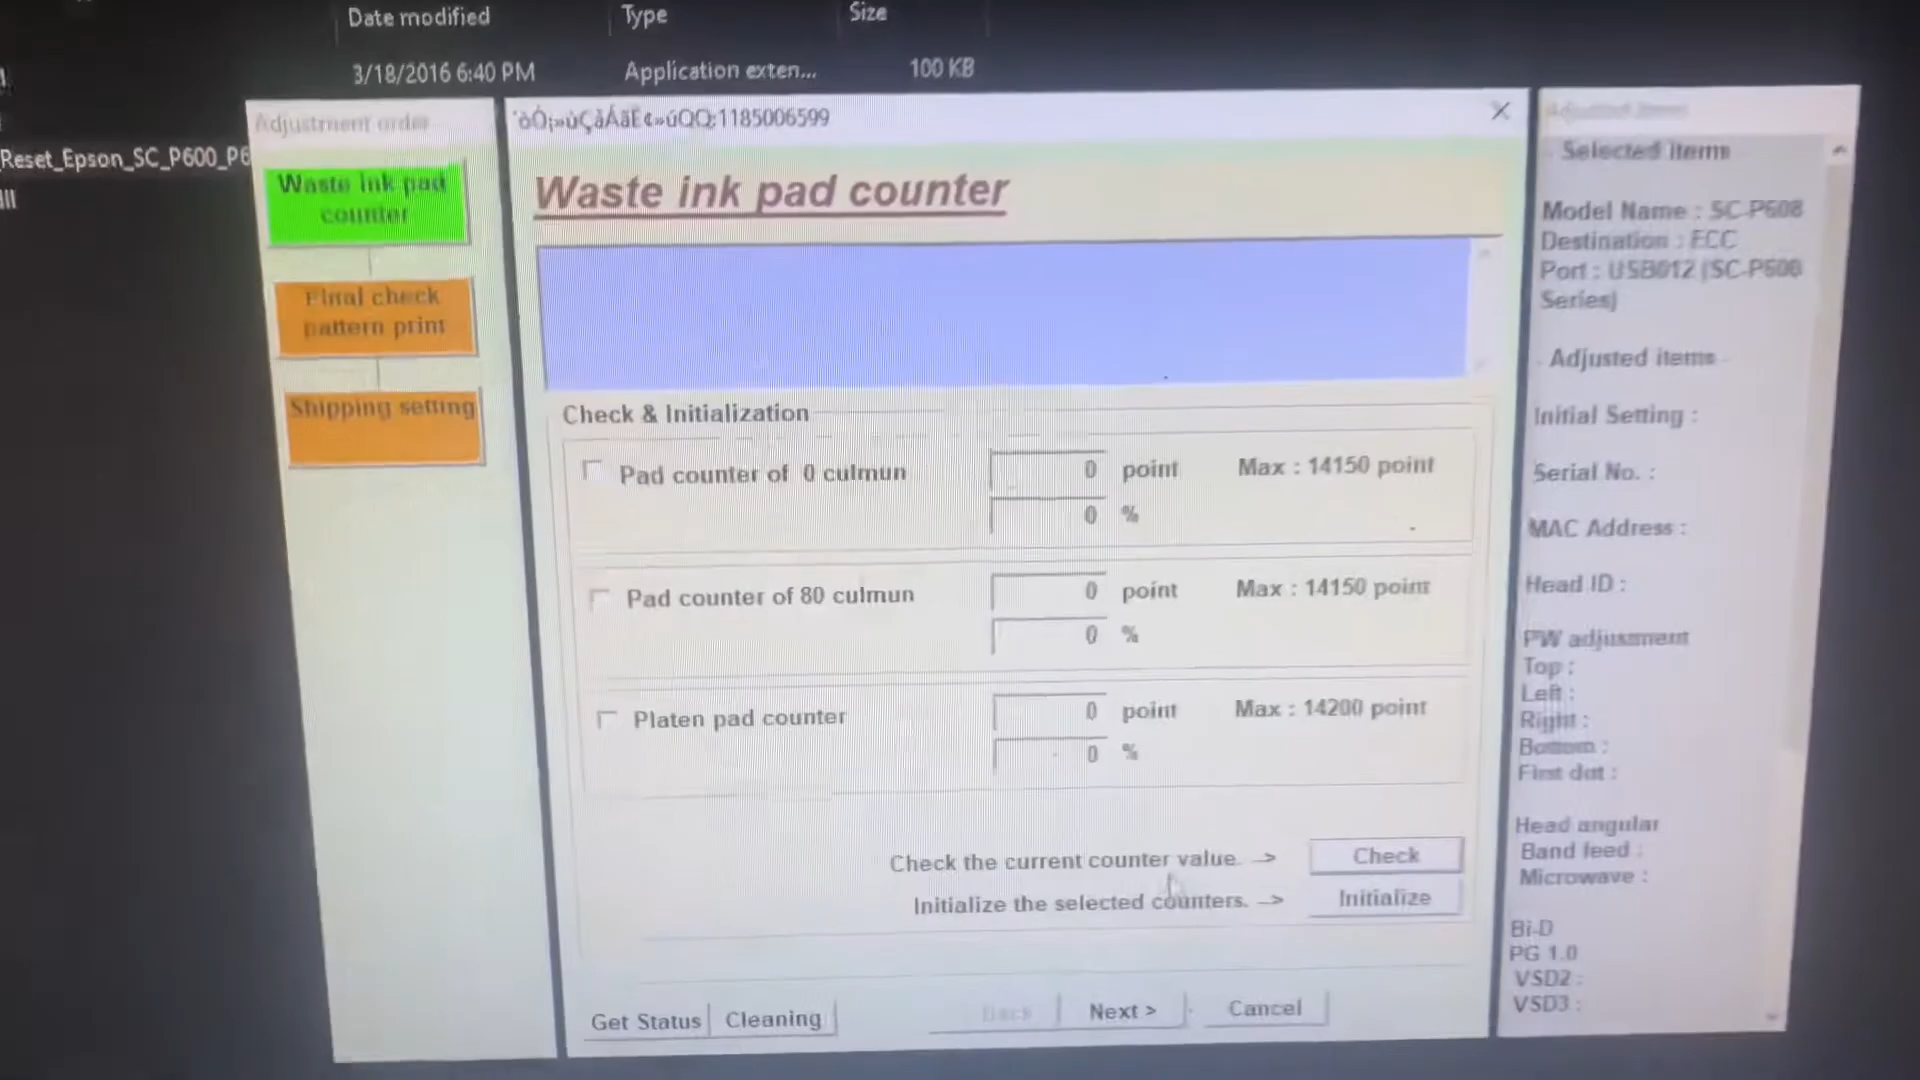 Date modified
Type
Size
3/18/2016 6:40 PM
Application exten...
100 KB
Reset_Epson_SC_P600_P6
Adjustment order
Waste ink pad
counter
Final check
pattern print
Shipping setting
QQ:1185006599
Waste ink pad counter
Check & Initialization
Pad counter of 0 culmun
0 point
Max : 14150 point
0 %
Pad counter of 80 culmun
0 point
Max : 14150 point
0 %
Platen pad counter
0 point
Max : 14200 point
0 %
Check the current counter value. -->
Check
Initialize the selected counters. -->
Initialize
Get Status
Cleaning
Back
Next >
Cancel
Adjusted items
Selected items
Model Name : SC-P608
Destination : ECC
Port : USB012 (SC-P600
Series)
- Adjusted items -
Initial Setting :
Serial No. :
MAC Address :
Head ID :
PW adjusment
Top :
Left :
Right :
Bottom :
First dot :
Head angular
Band feed :
Microwave :
Bi-D
PG 1.0
VSD2 :
VSD3 :